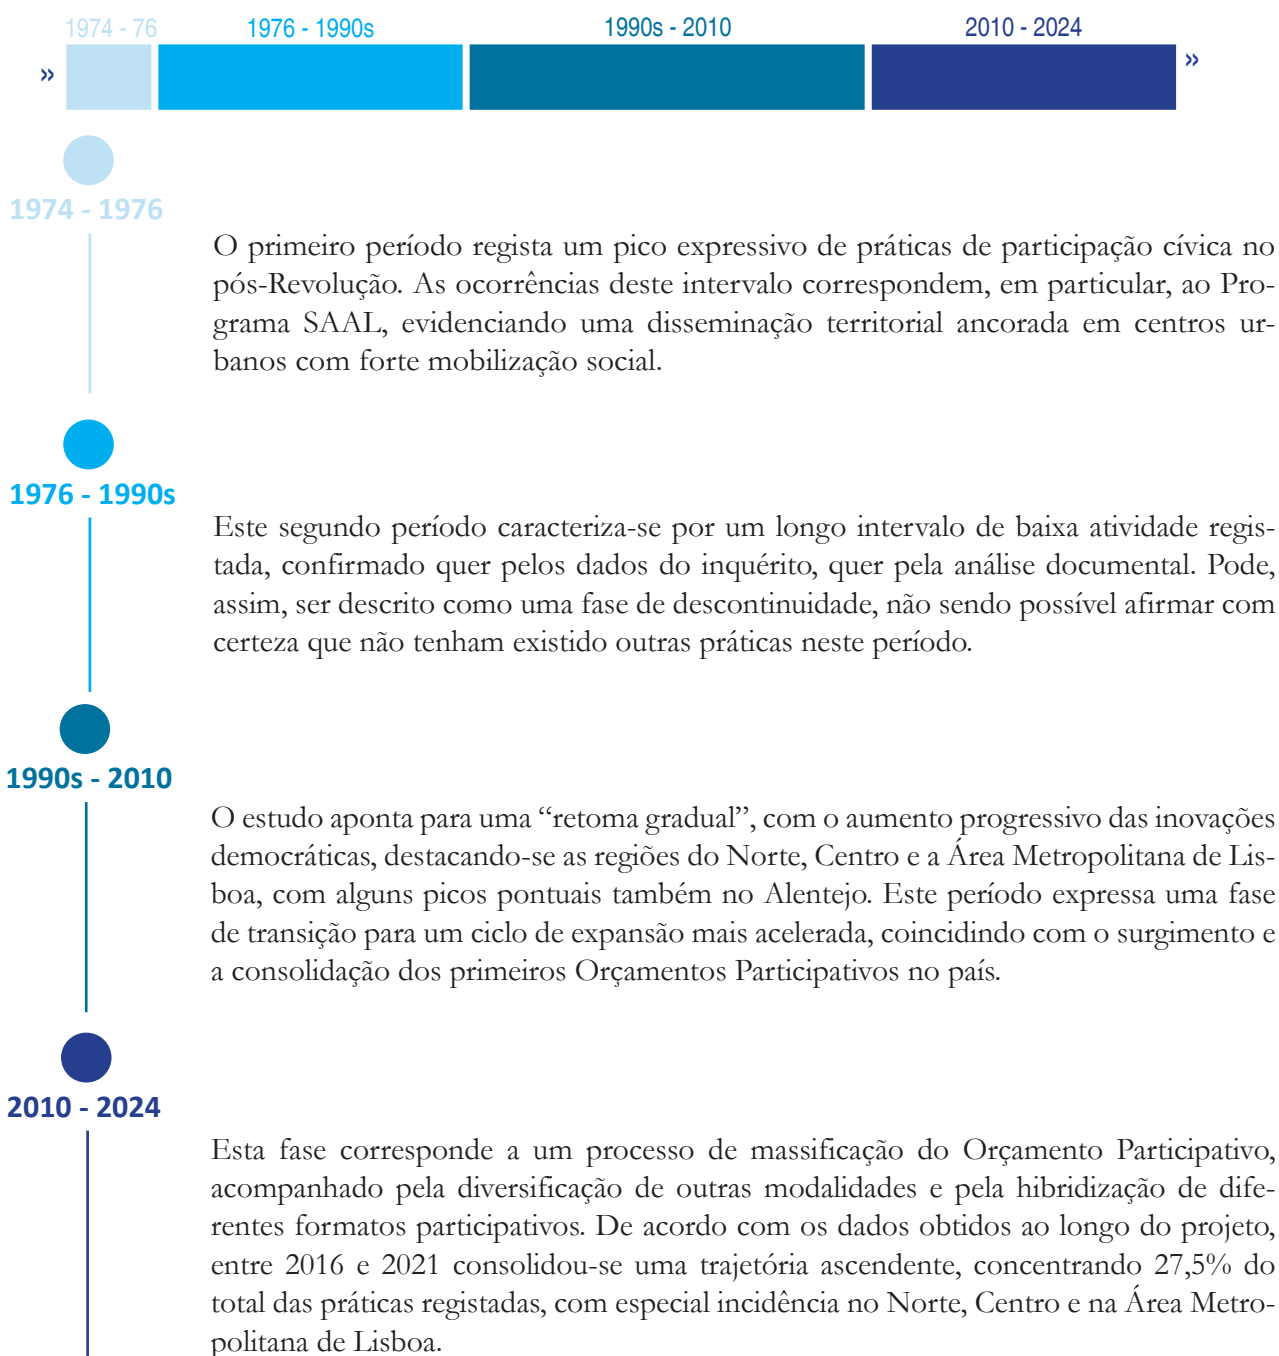 1974 - 76
1976 - 1990s
1990s - 2010
2010 - 2024
»
»
1974 - 1976
O primeiro período regista um pico expressivo de práticas de participação cívica no
pós-Revolução. As ocorrências deste intervalo correspondem, em particular, ao Pro-
grama SAAL, evidenciando uma disseminação territorial ancorada em centros ur-
banos com forte mobilização social.
1976 - 1990s
Este segundo período caracteriza-se por um longo intervalo de baixa atividade regis-
tada, confirmado quer pelos dados do inquérito, quer pela análise documental. Pode,
assim, ser descrito como uma fase de descontinuidade, não sendo possível afirmar com
certeza que não tenham existido outras práticas neste período.
1990s - 2010
O estudo aponta para uma “retoma gradual”, com o aumento progressivo das inovações
democráticas, destacando-se as regiões do Norte, Centro e a Área Metropolitana de Lis-
boa, com alguns picos pontuais também no Alentejo. Este período expressa uma fase
de transição para um ciclo de expansão mais acelerada, coincidindo com o surgimento e
a consolidação dos primeiros Orçamentos Participativos no país.
2010 - 2024
Esta fase corresponde a um processo de massificação do Orçamento Participativo,
acompanhado pela diversificação de outras modalidades e pela hibridização de dife-
rentes formatos participativos. De acordo com os dados obtidos ao longo do projeto,
entre 2016 e 2021 consolidou-se uma trajetória ascendente, concentrando 27,5% do
total das práticas registadas, com especial incidência no Norte, Centro e na Área Metro-
politana de Lisboa.